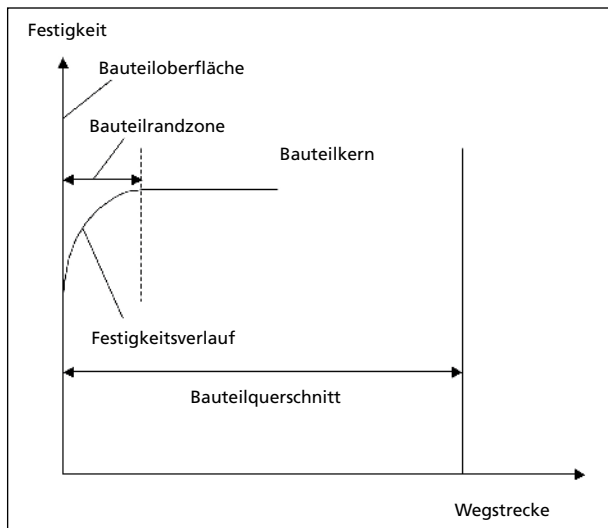 Festigkeit
Bauteiloberfläche
Bauteilrandzone
Bauteilkern
Festigkeitsverlauf
Bauteilquerschnitt
Wegstrecke